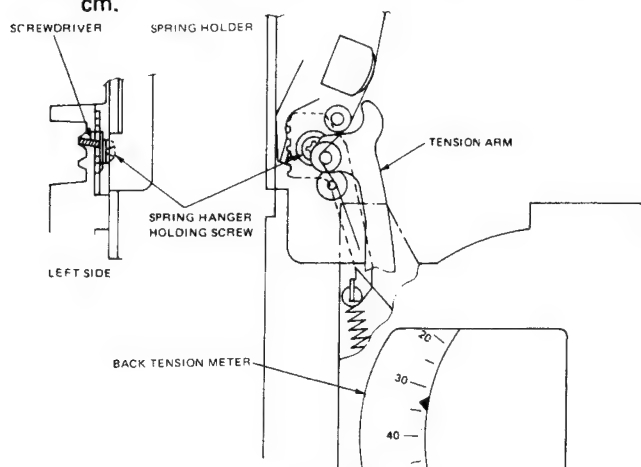 cm.
SCREWDRIVER
SPRING HOLDER
TENSION ARM
SPRING HANGER
HOLDING SCREW
LEFT SIDE
BACK TENSION METER
20
30
40